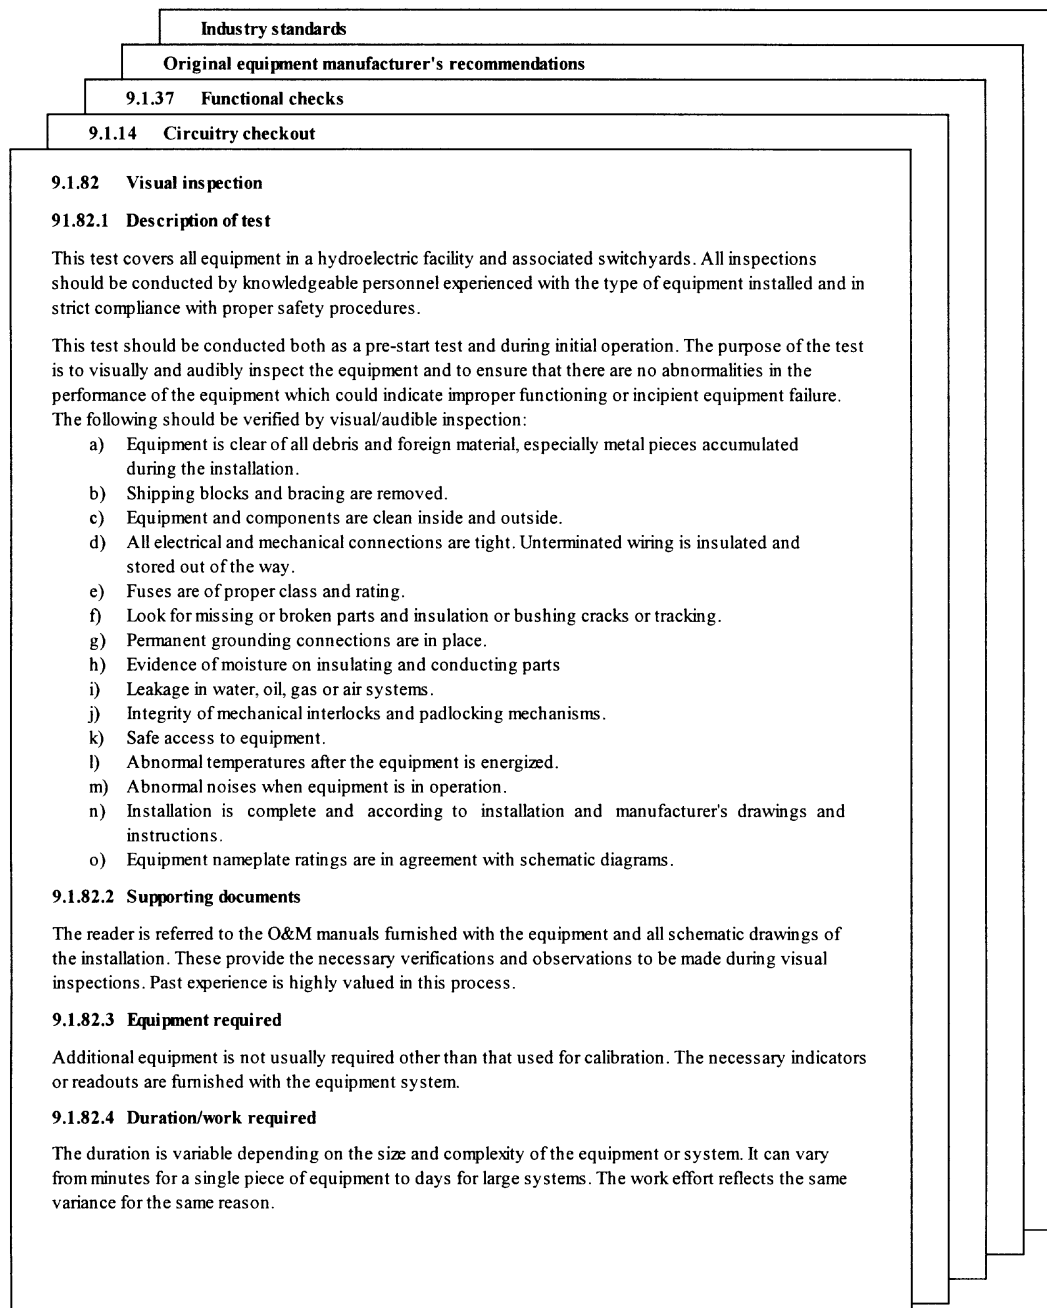 Industry standards
Original equipment manufacturer's recommendations
9.1.37 Functional checks
9.1.14 Circuitry checkout
9.1.82 Visual inspection
91.82.1 Description of test
This test covers all equipment in a hydroelectric facility and associated switchyards. All inspections
should be conducted by knowledgeable personnel experienced with the type of equipment installed and in
strict compliance with proper safety procedures.
This test should be conducted both as a pre-start test and during initial operation. The purpose of the test
is to visually and audibly inspect the equipment and to ensure that there are no abnormalities in the
performance of the equipment which could indicate improper functioning or incipient equipment failure.
The following should be verified by visual/audible inspection:
a) Equipment is clear of all debris and foreign material, especially metal pieces accumulated
during the installation.
b) Shipping blocks and bracing are removed.
c) Equipment and components are clean inside and outside.
d) All electrical and mechanical connections are tight. Unterminated wiring is insulated and
stored out of the way.
e) Fuses are of proper class and rating.
f) Look for missing or broken parts and insulation or bushing cracks or tracking.
g) Permanent grounding connections are in place.
h) Evidence of moisture on insulating and conducting parts
i) Leakage in water, oil, gas or air systems.
j) Integrity of mechanical interlocks and padlocking mechanisms.
k) Safe access to equipment.
l) Abnormal temperatures after the equipment is energized.
m) Abnormal noises when equipment is in operation.
n) Installation is complete and according to installation and manufacturer's drawings and
instructions.
o) Equipment nameplate ratings are in agreement with schematic diagrams.
9.1.82.2 Supporting documents
The reader is referred to the O&M manuals furnished with the equipment and all schematic drawings of
the installation. These provide the necessary verifications and observations to be made during visual
inspections. Past experience is highly valued in this process.
9.1.82.3 Equipment required
Additional equipment is not usually required other than that used for calibration. The necessary indicators
or readouts are furnished with the equipment system.
9.1.82.4 Duration/work required
The duration is variable depending on the size and complexity of the equipment or system. It can vary
from minutes for a single piece of equipment to days for large systems. The work effort reflects the same
variance for the same reason.